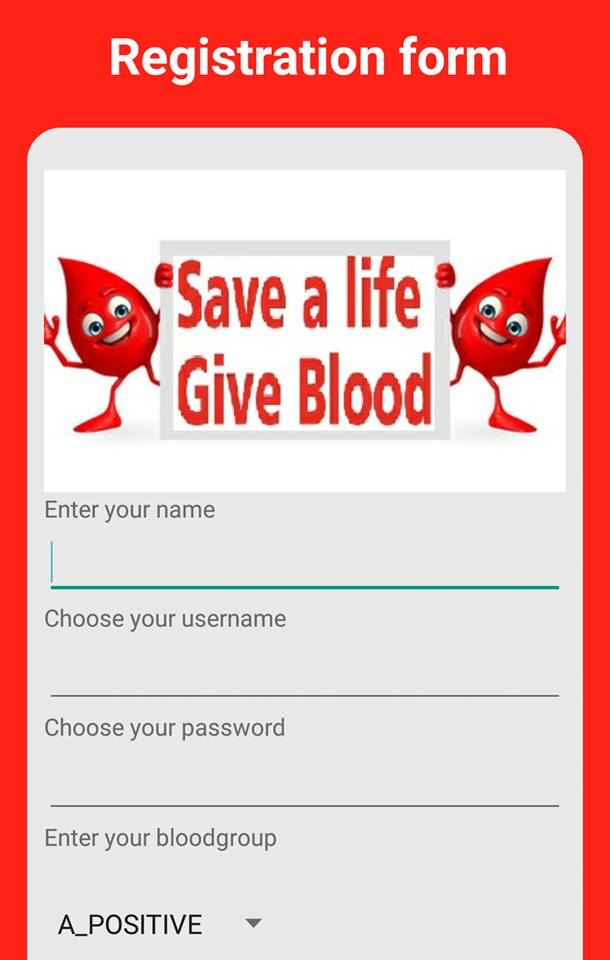 Registration form
Save a life
Give Blood
Enter your name
Choose your username
Choose your password
Enter your bloodgroup
A_POSITIVE